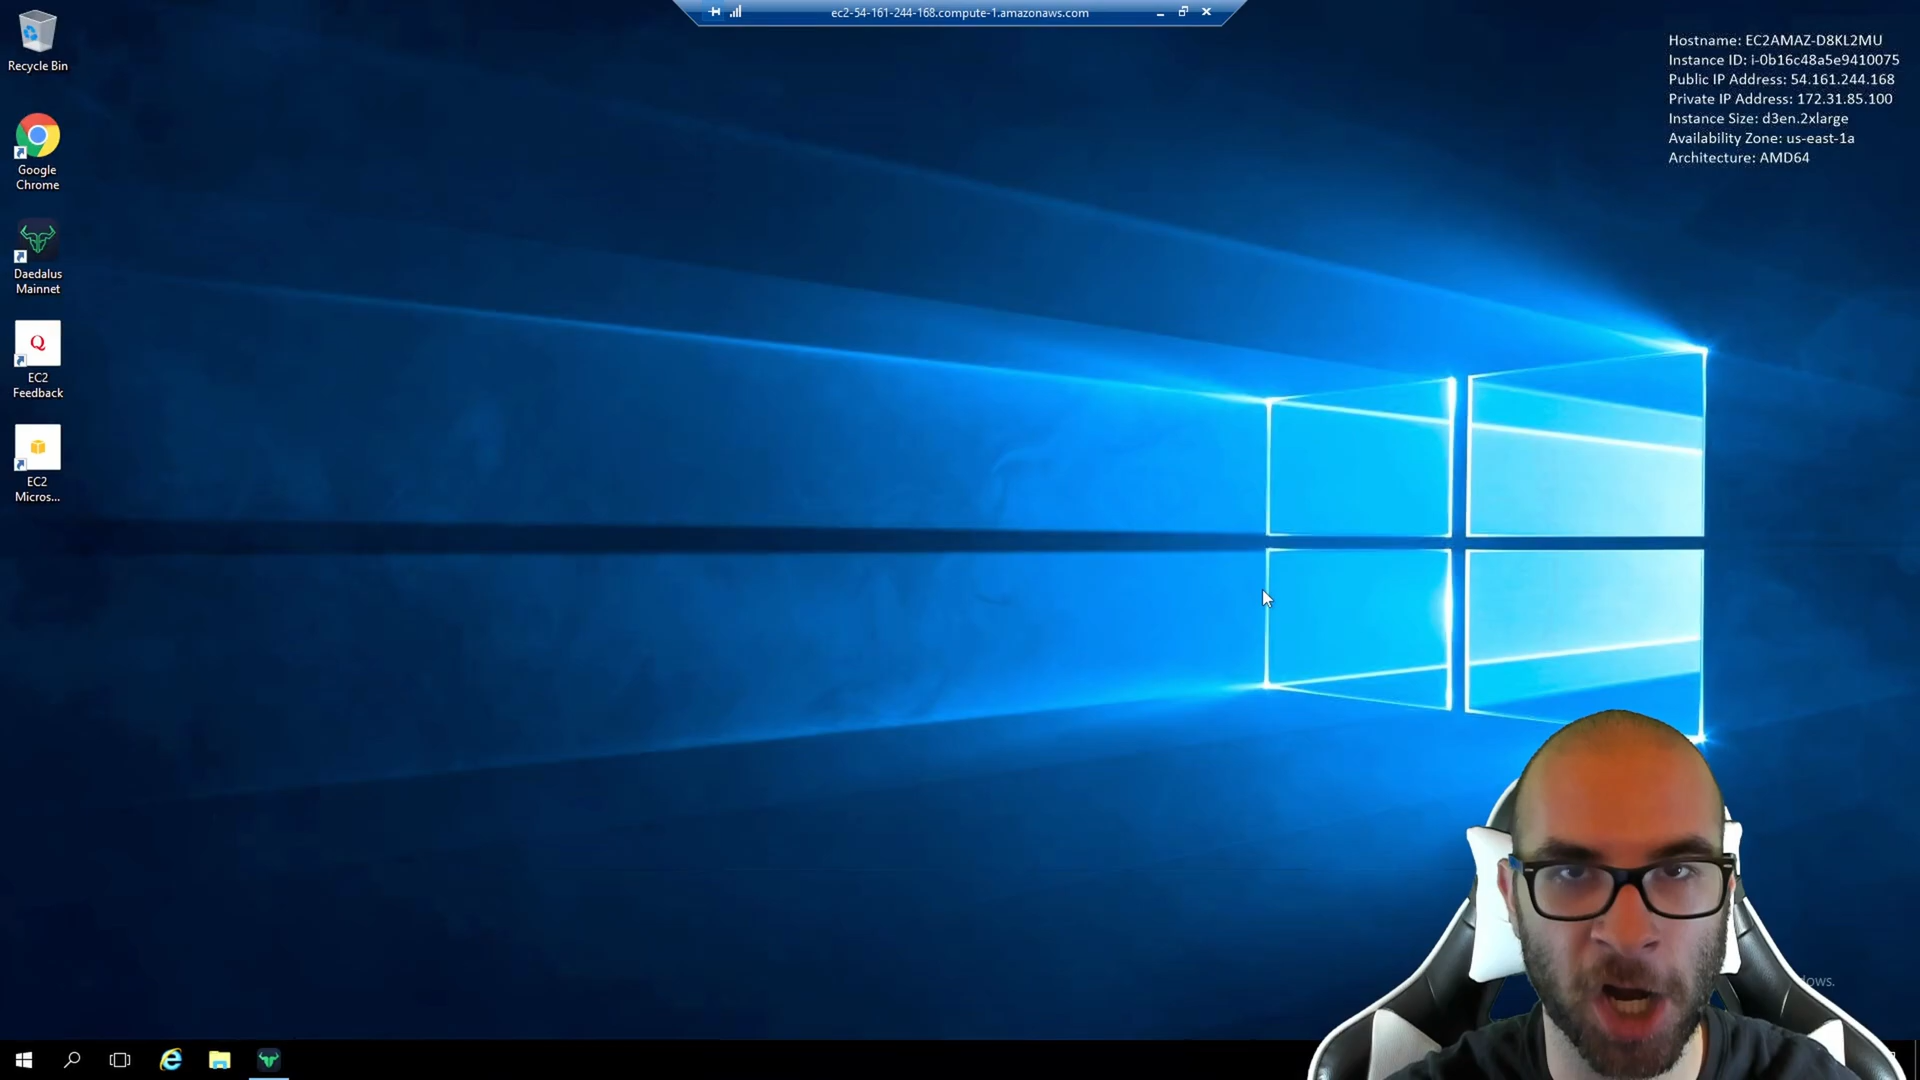 ec2-54-161-244-168.compute-1.amazonaws.com
Hostname: EC2AMAZ-D8KL2MU
Instance ID: i-0b16c48a5e9410075
Public IP Address: 54.161.244.168
Private IP Address: 172.31.85.100
Instance Size: d3en.2xlarge
Availability Zone: us-east-1a
Architecture: AMD64
Recycle Bin
Google
Chrome
Daedalus
Mainnet
Q
EC2
Feedback
EC2
Micros...